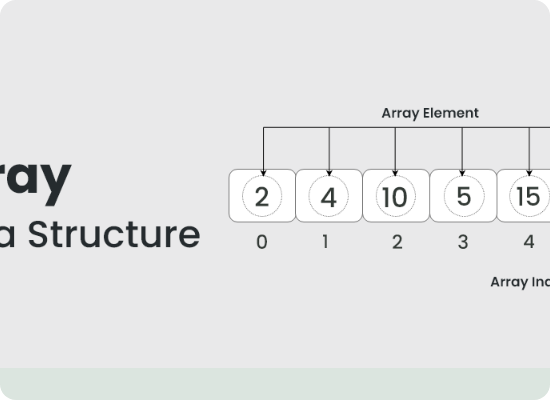 Array Element
ray
a Structure
2 4 10 5 15
0 1 2 3 4
Array Ind